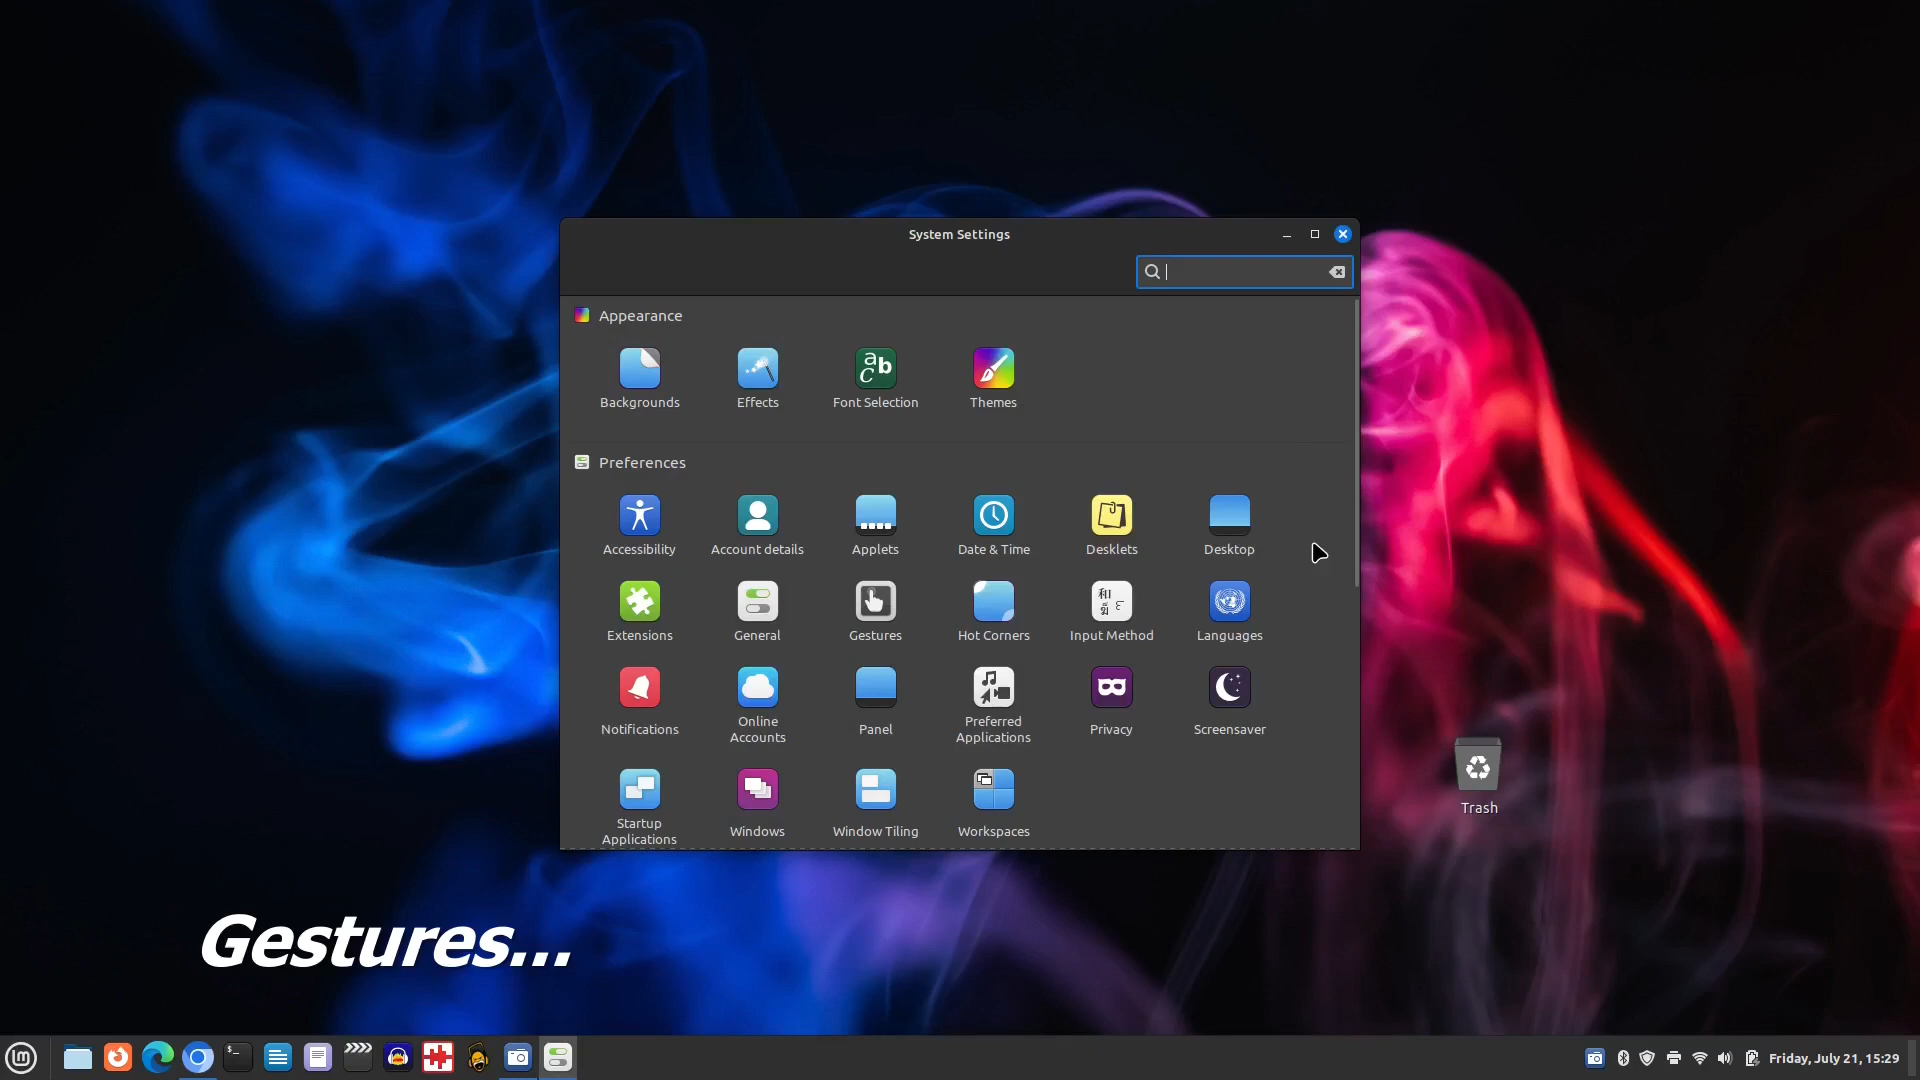 System Settings
Appearance
Backgrounds
Effects
Font Selection
Themes
Preferences
Accessibility
Account details
Applets
Date & Time
Desklets
Desktop
Extensions
General
Gestures
Hot Corners
Input Method
Languages
Notifications
Online
Accounts
Panel
Preferred
Applications
Privacy
Screensaver
Startup
Applications
Windows
Window Tiling
Workspaces
Trash
Gestures...
Friday, July 21, 15:29